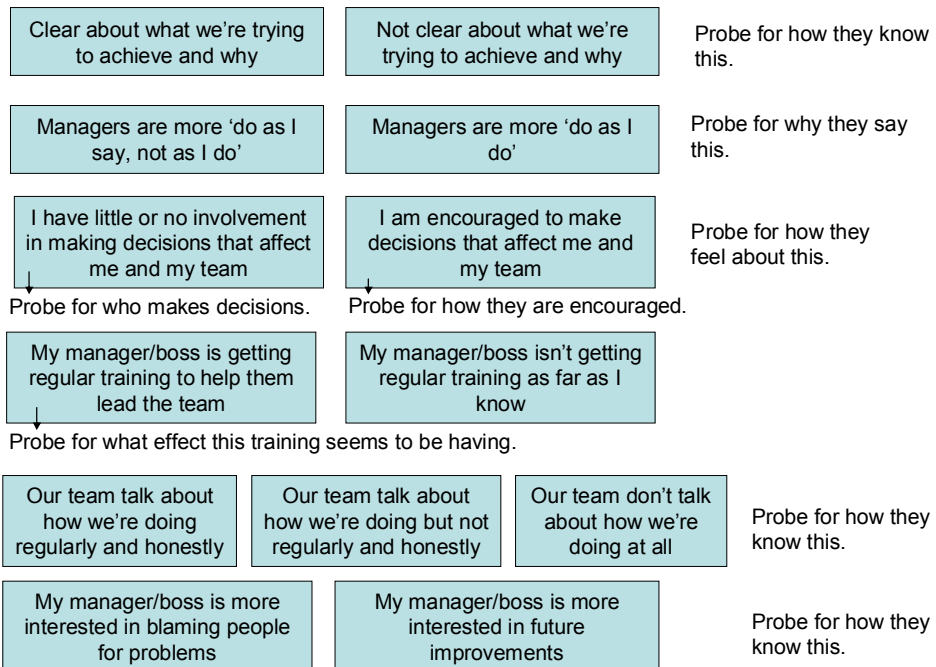 Clear about what we're trying
to achieve and why
Not clear about what we're
trying to achieve and why
Probe for how they know
this.
Managers are more ‘do as I
say, not as I do’
Managers are more ‘do as I
do’
Probe for why they say
this.
I have little or no involvement
in making decisions that affect
me and my team
I am encouraged to make
decisions that affect me and
my team
Probe for how they
feel about this.
Probe for who makes decisions.
Probe for how they are encouraged.
My manager/boss is getting
regular training to help them
lead the team
My manager/boss isn't getting
regular training as far as I
know
Probe for what effect this training seems to be having.
Our team talk about
how we're doing
regularly and honestly
Our team talk about
how we're doing but not
regularly and honestly
Our team don't talk
about how we're
doing at all
Probe for how they
know this.
My manager/boss is more
interested in blaming people
for problems
My manager/boss is more
interested in future
improvements
Probe for how they
know this.